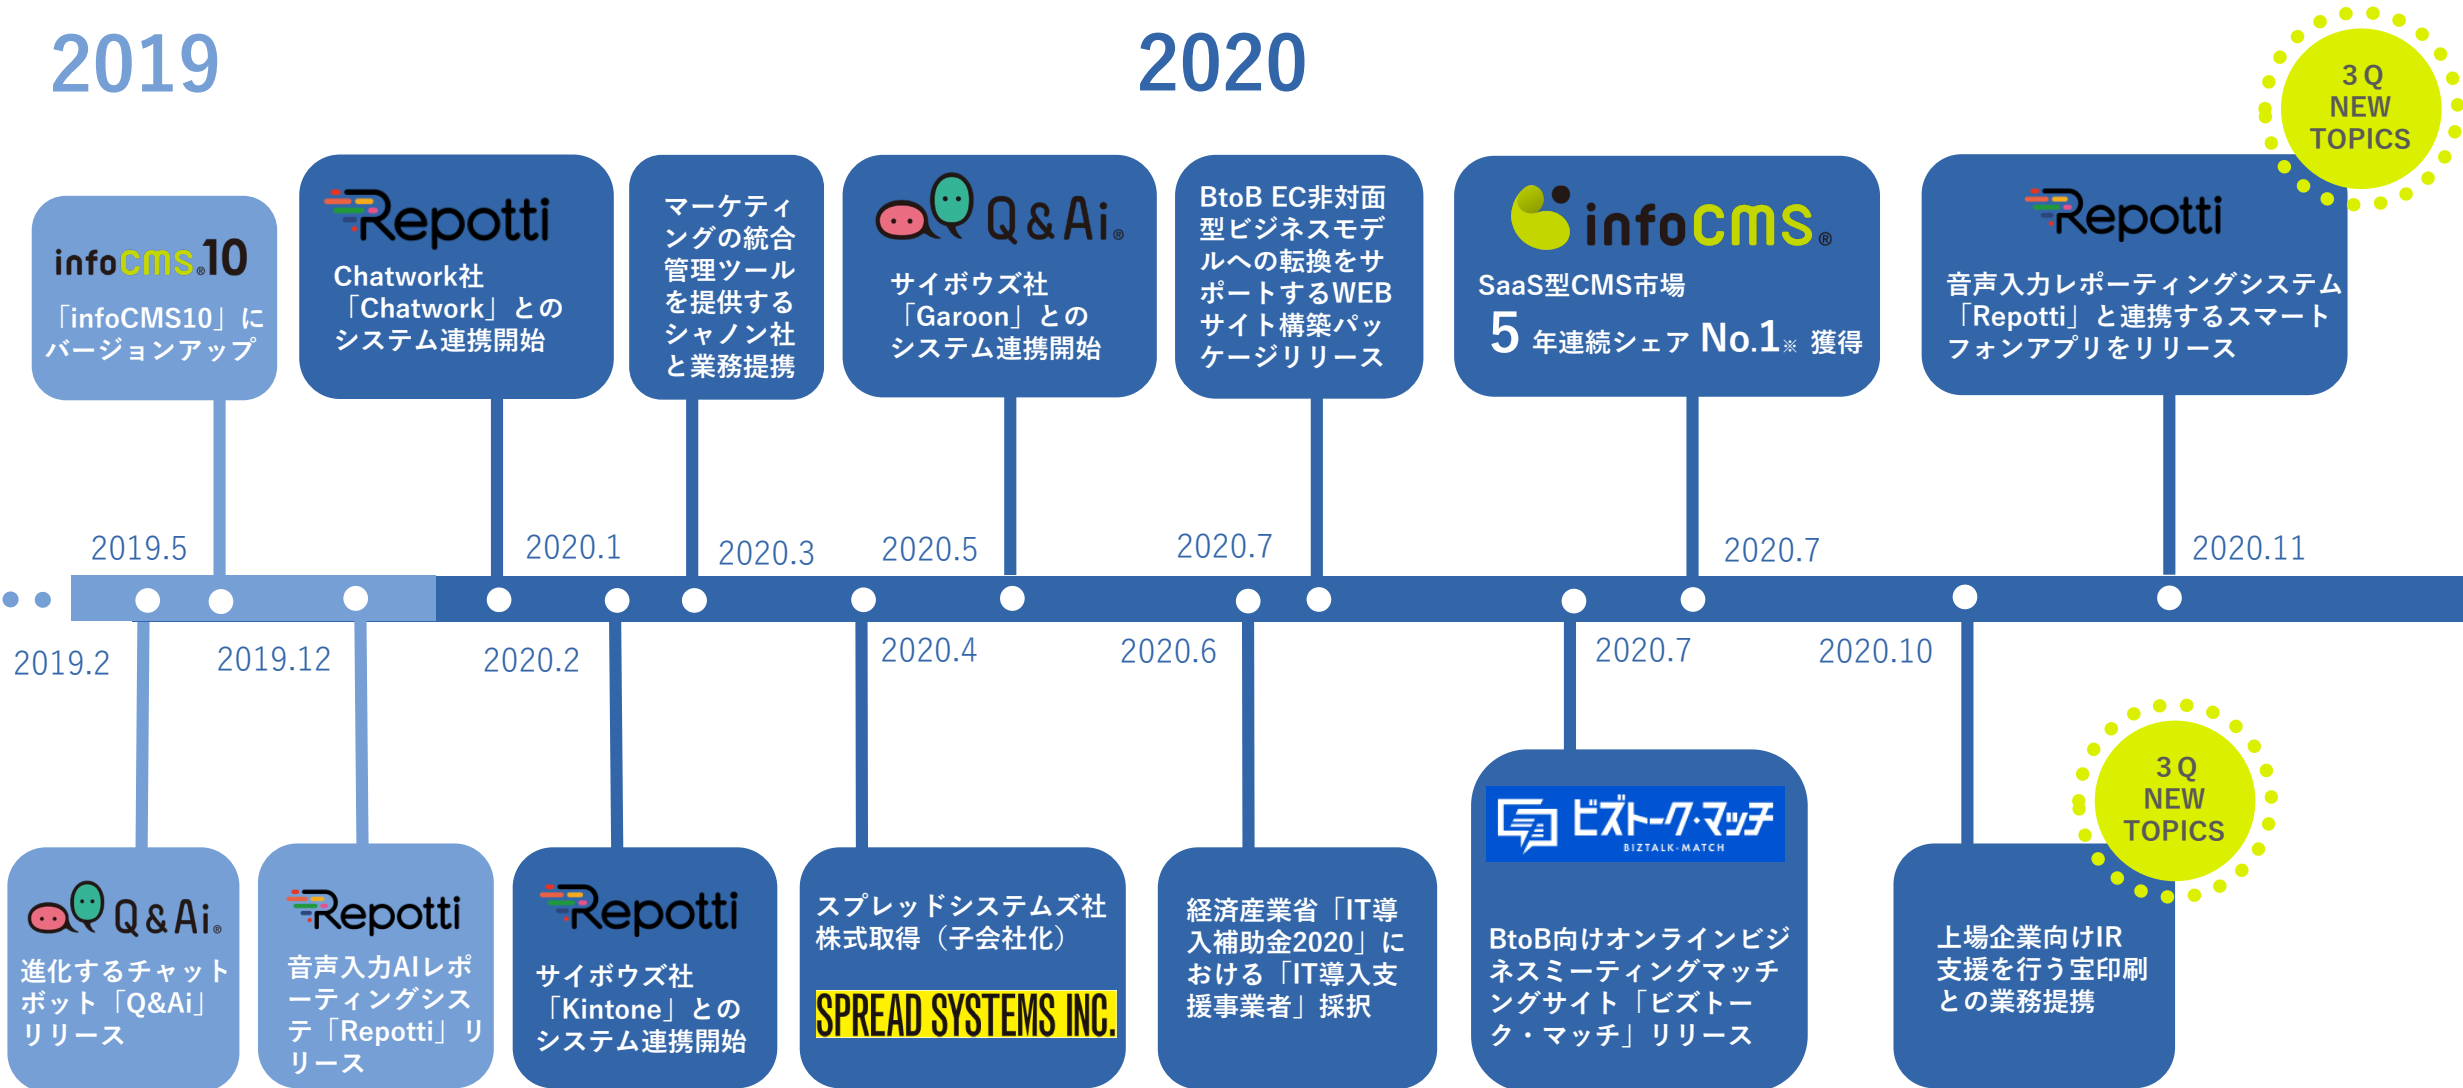 2019
2020
3Q
NEW
TOPICS
infoCMS®10
「infoCMS10」に
バージョンアップ
Repotti
Chatwork社
「Chatwork」との
システム連携開始
マーケティ
ングの統合
管理ツール
を提供する
シャノン社
と業務提携
Q&Ai®
サイボウズ社
「Garoon」との
システム連携開始
BtoB EC非対面
型ビジネスモデ
ルへの転換をサ
ポートするWEB
サイト構築パッ
ケージリリース
infoCMS®
SaaS型CMS市場
5 年連続シェア No.1※ 獲得
Repotti
音声入力レポーティングシステム
「Repotti」と連携するスマート
フォンアプリをリリース
2019.5
2020.1
2020.3
2020.5
2020.7
2020.7
2020.11
2019.2
2019.12
2020.2
2020.4
2020.6
2020.7
2020.10
3Q
NEW
TOPICS
Q&Ai®
進化するチャット
ボット「Q&Ai」
リリース
Repotti
音声入力AIレポ
ーティングシス
テ「Repotti」リ
リース
Repotti
サイボウズ社
「Kintone」との
システム連携開始
スプレッドシステムズ社
株式取得（子会社化）
SPREAD SYSTEMS INC.
経済産業省「IT導
入補助金2020」に
おける「IT導入支
援事業者」採択
ビズトーク・マッチ
BIZTALK-MATCH
BtoB向けオンラインビジ
ネスミーティングマッチ
ングサイト「ビズトー
ク・マッチ」リリース
上場企業向けIR
支援を行う宝印刷
との業務提携